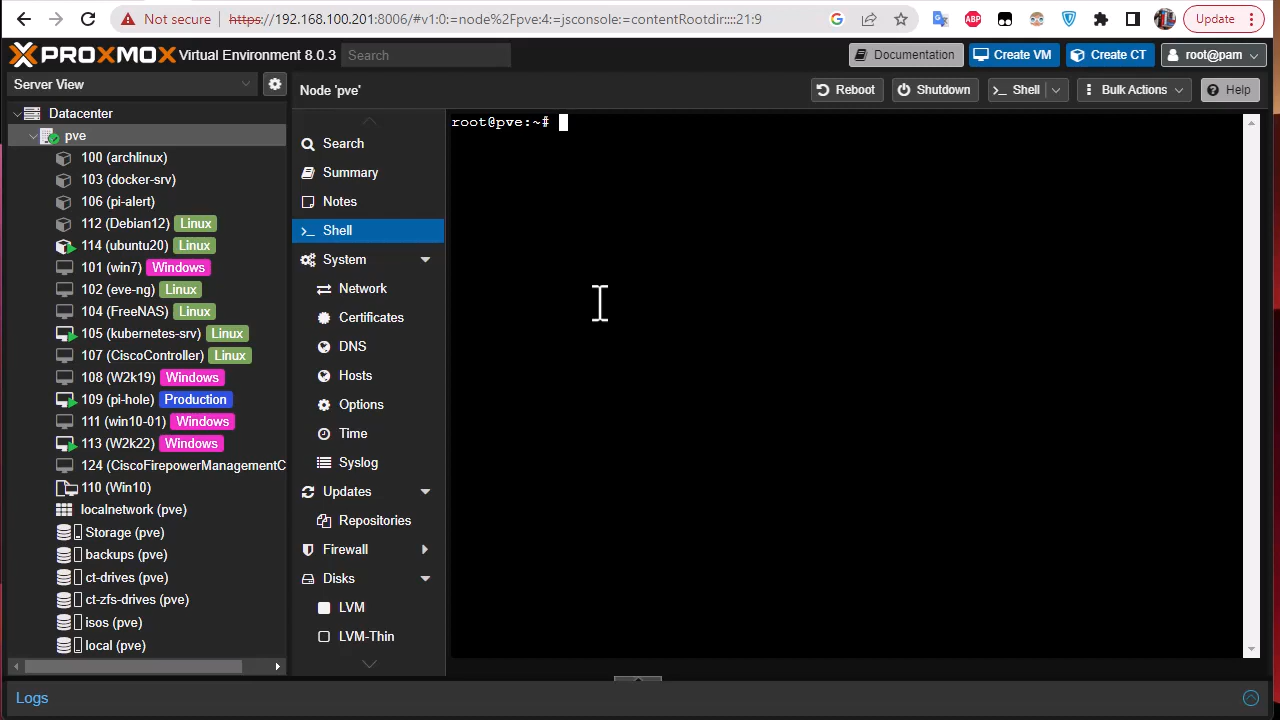 Not secure https://192.168.100.201:8006/#v1:0:=node%2Fpve:4:=jsconsole:=contentRootdir:::21:9 ABP Update
PROXMOX Virtual Environment 8.0.3 Search Documentation Create VM Create CT root@pam
Server View
Node 'pve' Reboot Shutdown >_ Shell Bulk Actions Help
Datacenter
pve
100 (archlinux)
103 (docker-srv)
106 (pi-alert)
112 (Debian12) Linux
114 (ubuntu20) Linux
101 (win7) Windows
102 (eve-ng) Linux
104 (FreeNAS) Linux
105 (kubernetes-srv) Linux
107 (CiscoController) Linux
108 (W2k19) Windows
109 (pi-hole) Production
111 (win10-01) Windows
113 (W2k22) Windows
124 (CiscoFirepowerManagementC
110 (Win10)
localnetwork (pve)
Storage (pve)
backups (pve)
ct-drives (pve)
ct-zfs-drives (pve)
isos (pve)
local (pve)
Search
Summary
Notes
>_ Shell
System
Network
Certificates
DNS
Hosts
Options
Time
Syslog
Updates
Repositories
Firewall
Disks
LVM
LVM-Thin
root@pve:~#
Logs